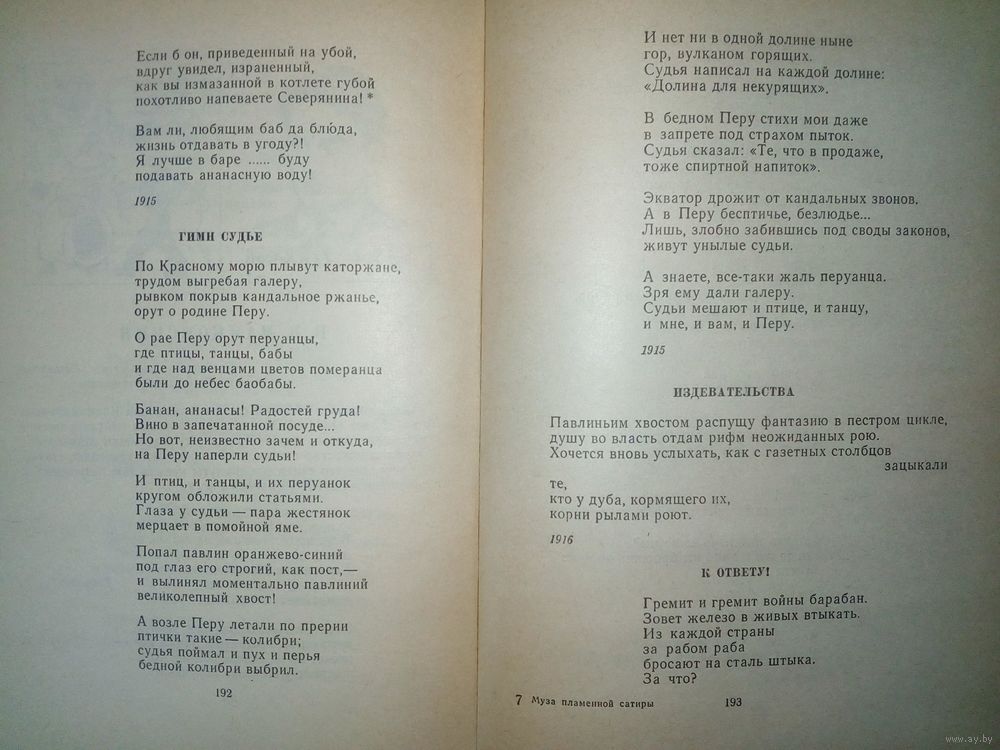 Если б он, приведенный на убой,
вдруг увидел, израненный,
как вы измазанной в котлете губой
похотливо напеваете Северянина! *
Вам ли, любящим баб да блюда,
жизнь отдавать в угоду?!
Я лучше в баре ...... буду
подавать ананасную воду!
1915
ГИМН СУДЬЕ
По Красному морю плывут каторжане,
трудом выгребая галеру,
рывком покрыв кандальное ржанье,
орут о родине Перу.
О рае Перу орут перуанцы,
где птицы, танцы, бабы
и где над венцами цветов померанца
были до небес баобабы.
Банан, ананасы! Радостей груда!
Вино в запечатанной посуде...
Но вот, неизвестно зачем и откуда,
на Перу наперли судьи!
И птиц, и танцы, и их перуанок
кругом обложили статьями.
Глаза у судьи — пара жестянок
мерцает в помойной яме.
Попал павлин оранжево-синий
под глаз его строгий, как пост,—
и вылинял моментально павлиний
великолепный хвост!
А возле Перу летали по прерии
птички такие — колибри;
судья поймал и пух и перья
бедной колибри выбрил.
192
И нет ни в одной долине ныне
гор, вулканом горящих.
Судья написал на каждой долине:
«Долина для некурящих».
В бедном Перу стихи мои даже
в запрете под страхом пыток.
Судья сказал: «Те, что в продаже,
тоже спиртной напиток».
Экватор дрожит от кандальных звонов.
А в Перу бесптичье, безлюдье...
Лишь, злобно забившись под своды законов,
живут унылые судьи.
А знаете, все-таки жаль перуанца.
Зря ему дали галеру.
Судьи мешают и птице, и танцу,
и мне, и вам, и Перу.
1915
ИЗДЕВАТЕЛЬСТВА
Павлиньим хвостом распущу фантазию в пестром цикле,
душу во власть отдам рифм неожиданных рою.
Хочется вновь услыхать, как с газетных столбцов
зацыкали
те,
кто у дуба, кормящего их,
корни рылами роют.
1916
К ОТВЕТУ!
Гремит и гремит войны барабан.
Зовет железо в живых втыкать.
Из каждой страны
за рабом раба
бросают на сталь штыка.
За что?
7 Муза пламенной сатиры
193
www.ay.by